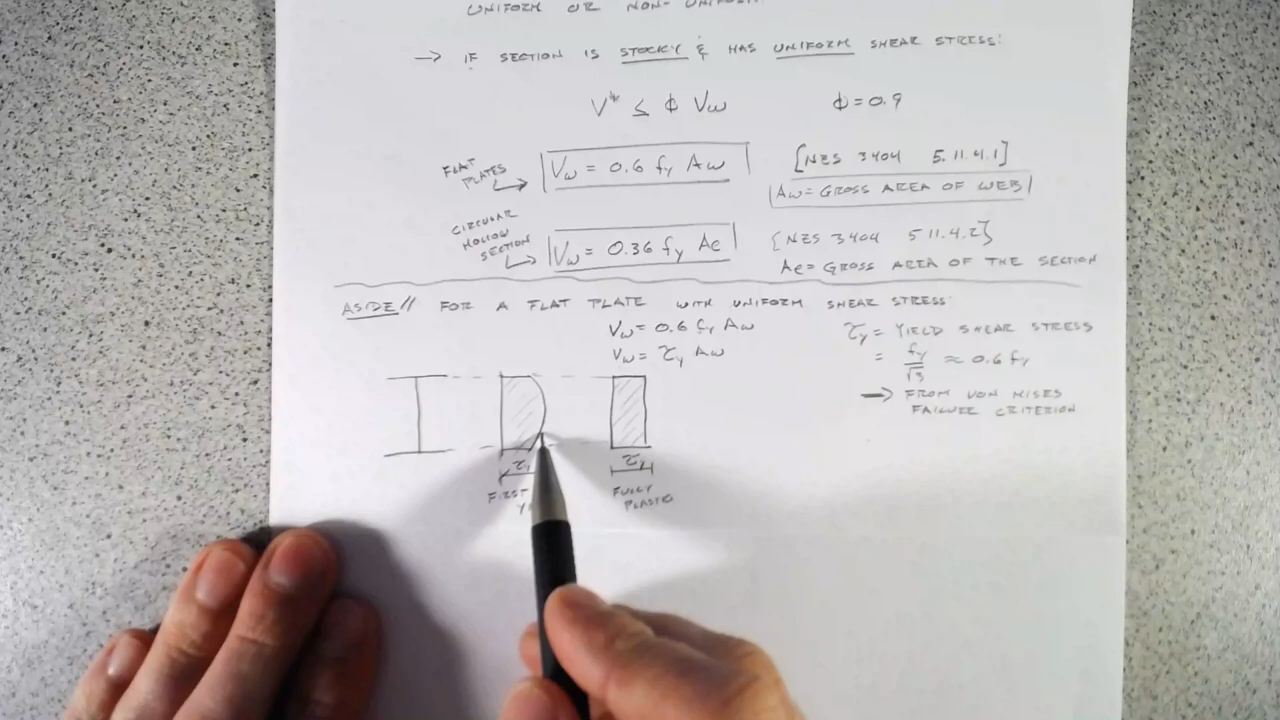 UNIFORM OR NON-UNIFORM.
→ IF SECTION IS STOCKY & HAS UNIFORM SHEAR STRESS:
V* ≤ φ Vw φ = 0.9
FLAT PLATES → Vw = 0.6 fy Aw [NZS 3404 5.11.4.1]
Aw = GROSS AREA OF WEB
CIRCULAR HOLLOW SECTION → Vw = 0.36 fy Ae [NZS 3404 5.11.4.2]
Ae = GROSS AREA OF THE SECTION
ASIDE// FOR A FLAT PLATE WITH UNIFORM SHEAR STRESS:
Vw = 0.6 fy Aw
Vw = τy Aw
τy = YIELD SHEAR STRESS
= fy/√3 ≈ 0.6 fy
→ FROM VON MISES
FAILURE CRITERION
τy
FIRST
Y
τy
FULLY
PLASTIC